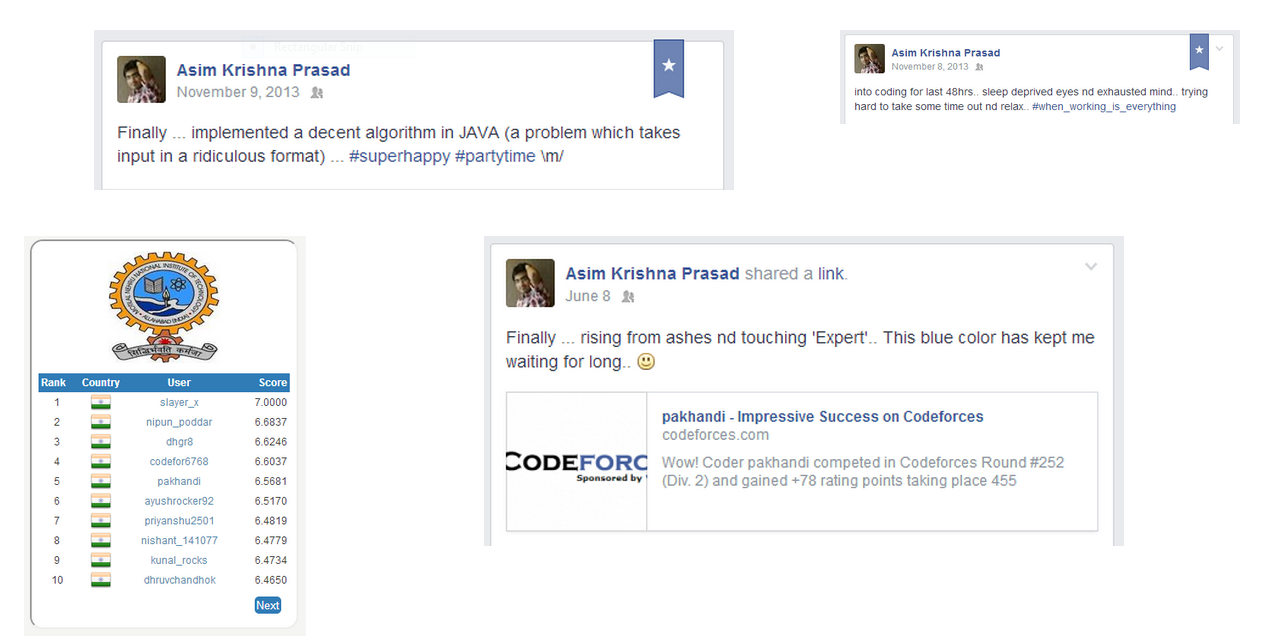 Asim Krishna Prasad
November 9, 2013
Finally ... implemented a decent algorithm in JAVA (a problem which takes
input in a ridiculous format) ... #superhappy #partytime \m/
Asim Krishna Prasad
November 8, 2013
into coding for last 48hrs.. sleep deprived eyes nd exhausted mind.. trying
hard to take some time out nd relax.. #when_working_is_everything
MOTILAL NEHRU NATIONAL INSTITUTE OF TECHNOLOGY
ALLAHABAD
सिद्धिर्भवति कर्मजा
Rank Country User Score
1 slayer_x 7.0000
2 nipun_poddar 6.6837
3 dhgr8 6.6246
4 codefor6768 6.6037
5 pakhandi 6.5681
6 ayushrocker92 6.5170
7 priyanshu2501 6.4819
8 nishant_141077 6.4779
9 kunal_rocks 6.4734
10 dhruvchandhok 6.4650
Next
Asim Krishna Prasad shared a link.
June 8
Finally ... rising from ashes nd touching 'Expert'.. This blue color has kept me
waiting for long..
CODEFORC
Sponsored by
pakhandi - Impressive Success on Codeforces
codeforces.com
Wow! Coder pakhandi competed in Codeforces Round #252
(Div. 2) and gained +78 rating points taking place 455